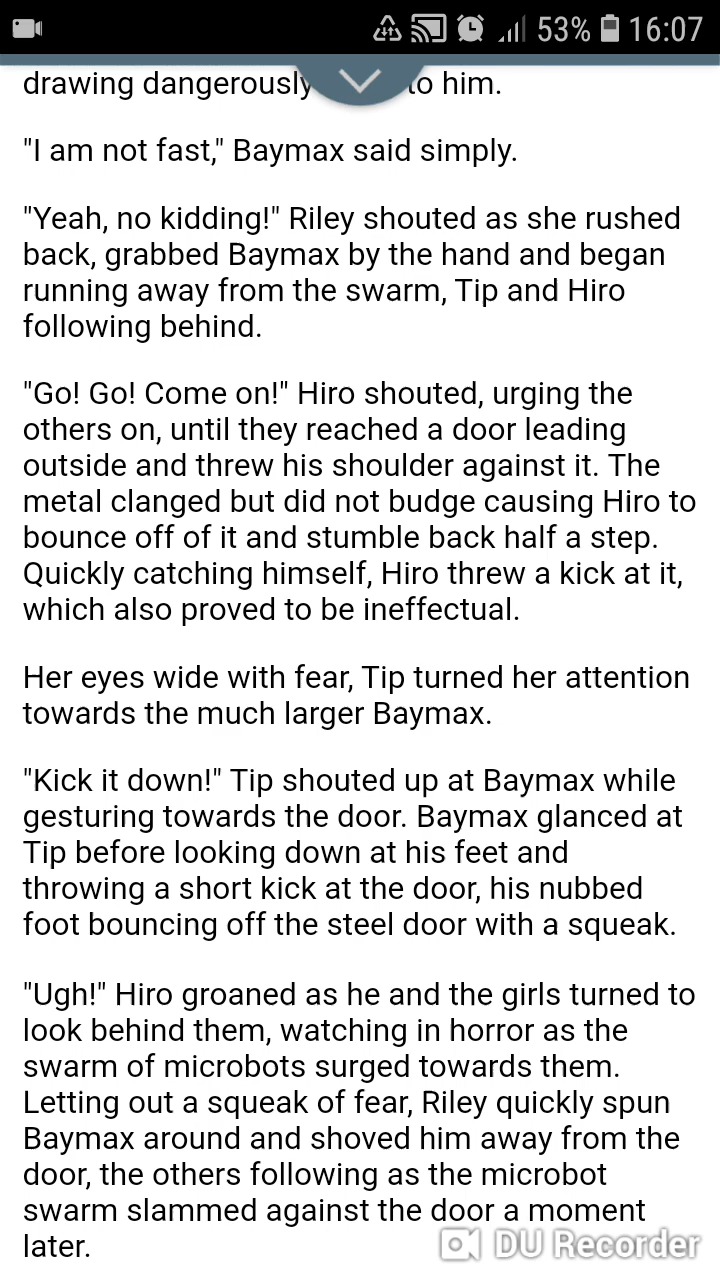 53% 16:07
drawing dangerously to him.
"I am not fast," Baymax said simply.
"Yeah, no kidding!" Riley shouted as she rushed
back, grabbed Baymax by the hand and began
running away from the swarm, Tip and Hiro
following behind.
"Go! Go! Come on!" Hiro shouted, urging the
others on, until they reached a door leading
outside and threw his shoulder against it. The
metal clanged but did not budge causing Hiro to
bounce off of it and stumble back half a step.
Quickly catching himself, Hiro threw a kick at it,
which also proved to be ineffectual.
Her eyes wide with fear, Tip turned her attention
towards the much larger Baymax.
"Kick it down!" Tip shouted up at Baymax while
gesturing towards the door. Baymax glanced at
Tip before looking down at his feet and
throwing a short kick at the door, his nubbed
foot bouncing off the steel door with a squeak.
"Ugh!" Hiro groaned as he and the girls turned to
look behind them, watching in horror as the
swarm of microbots surged towards them.
Letting out a squeak of fear, Riley quickly spun
Baymax around and shoved him away from the
door, the others following as the microbot
swarm slammed against the door a moment
later.
DU Recorder